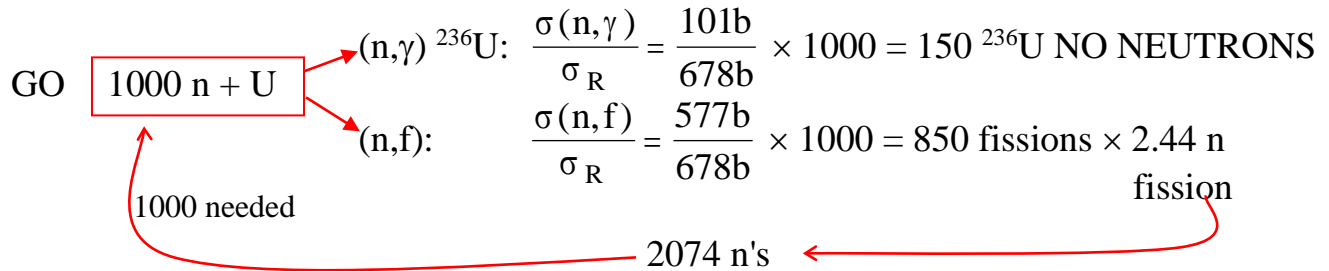 (n,γ) ²³⁶U: σ(n,γ)/σ_R = 101b/678b × 1000 = 150 ²³⁶U NO NEUTRONS
GO 1000 n + U
(n,f): σ(n,f)/σ_R = 577b/678b × 1000 = 850 fissions × 2.44 n
fission
1000 needed
2074 n's